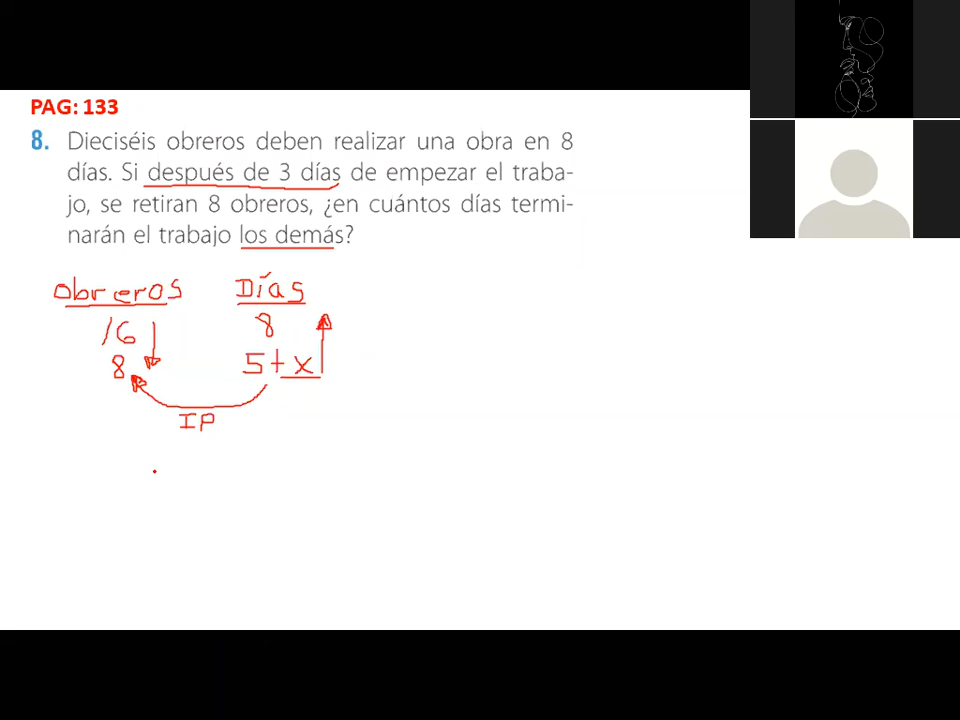 PAG: 133
8. Dieciséis obreros deben realizar una obra en 8
días. Si después de 3 días de empezar el traba-
jo, se retiran 8 obreros, ¿en cuántos días termi-
narán el trabajo los demás?
Obreros Días
16 8
8 5+x
IP